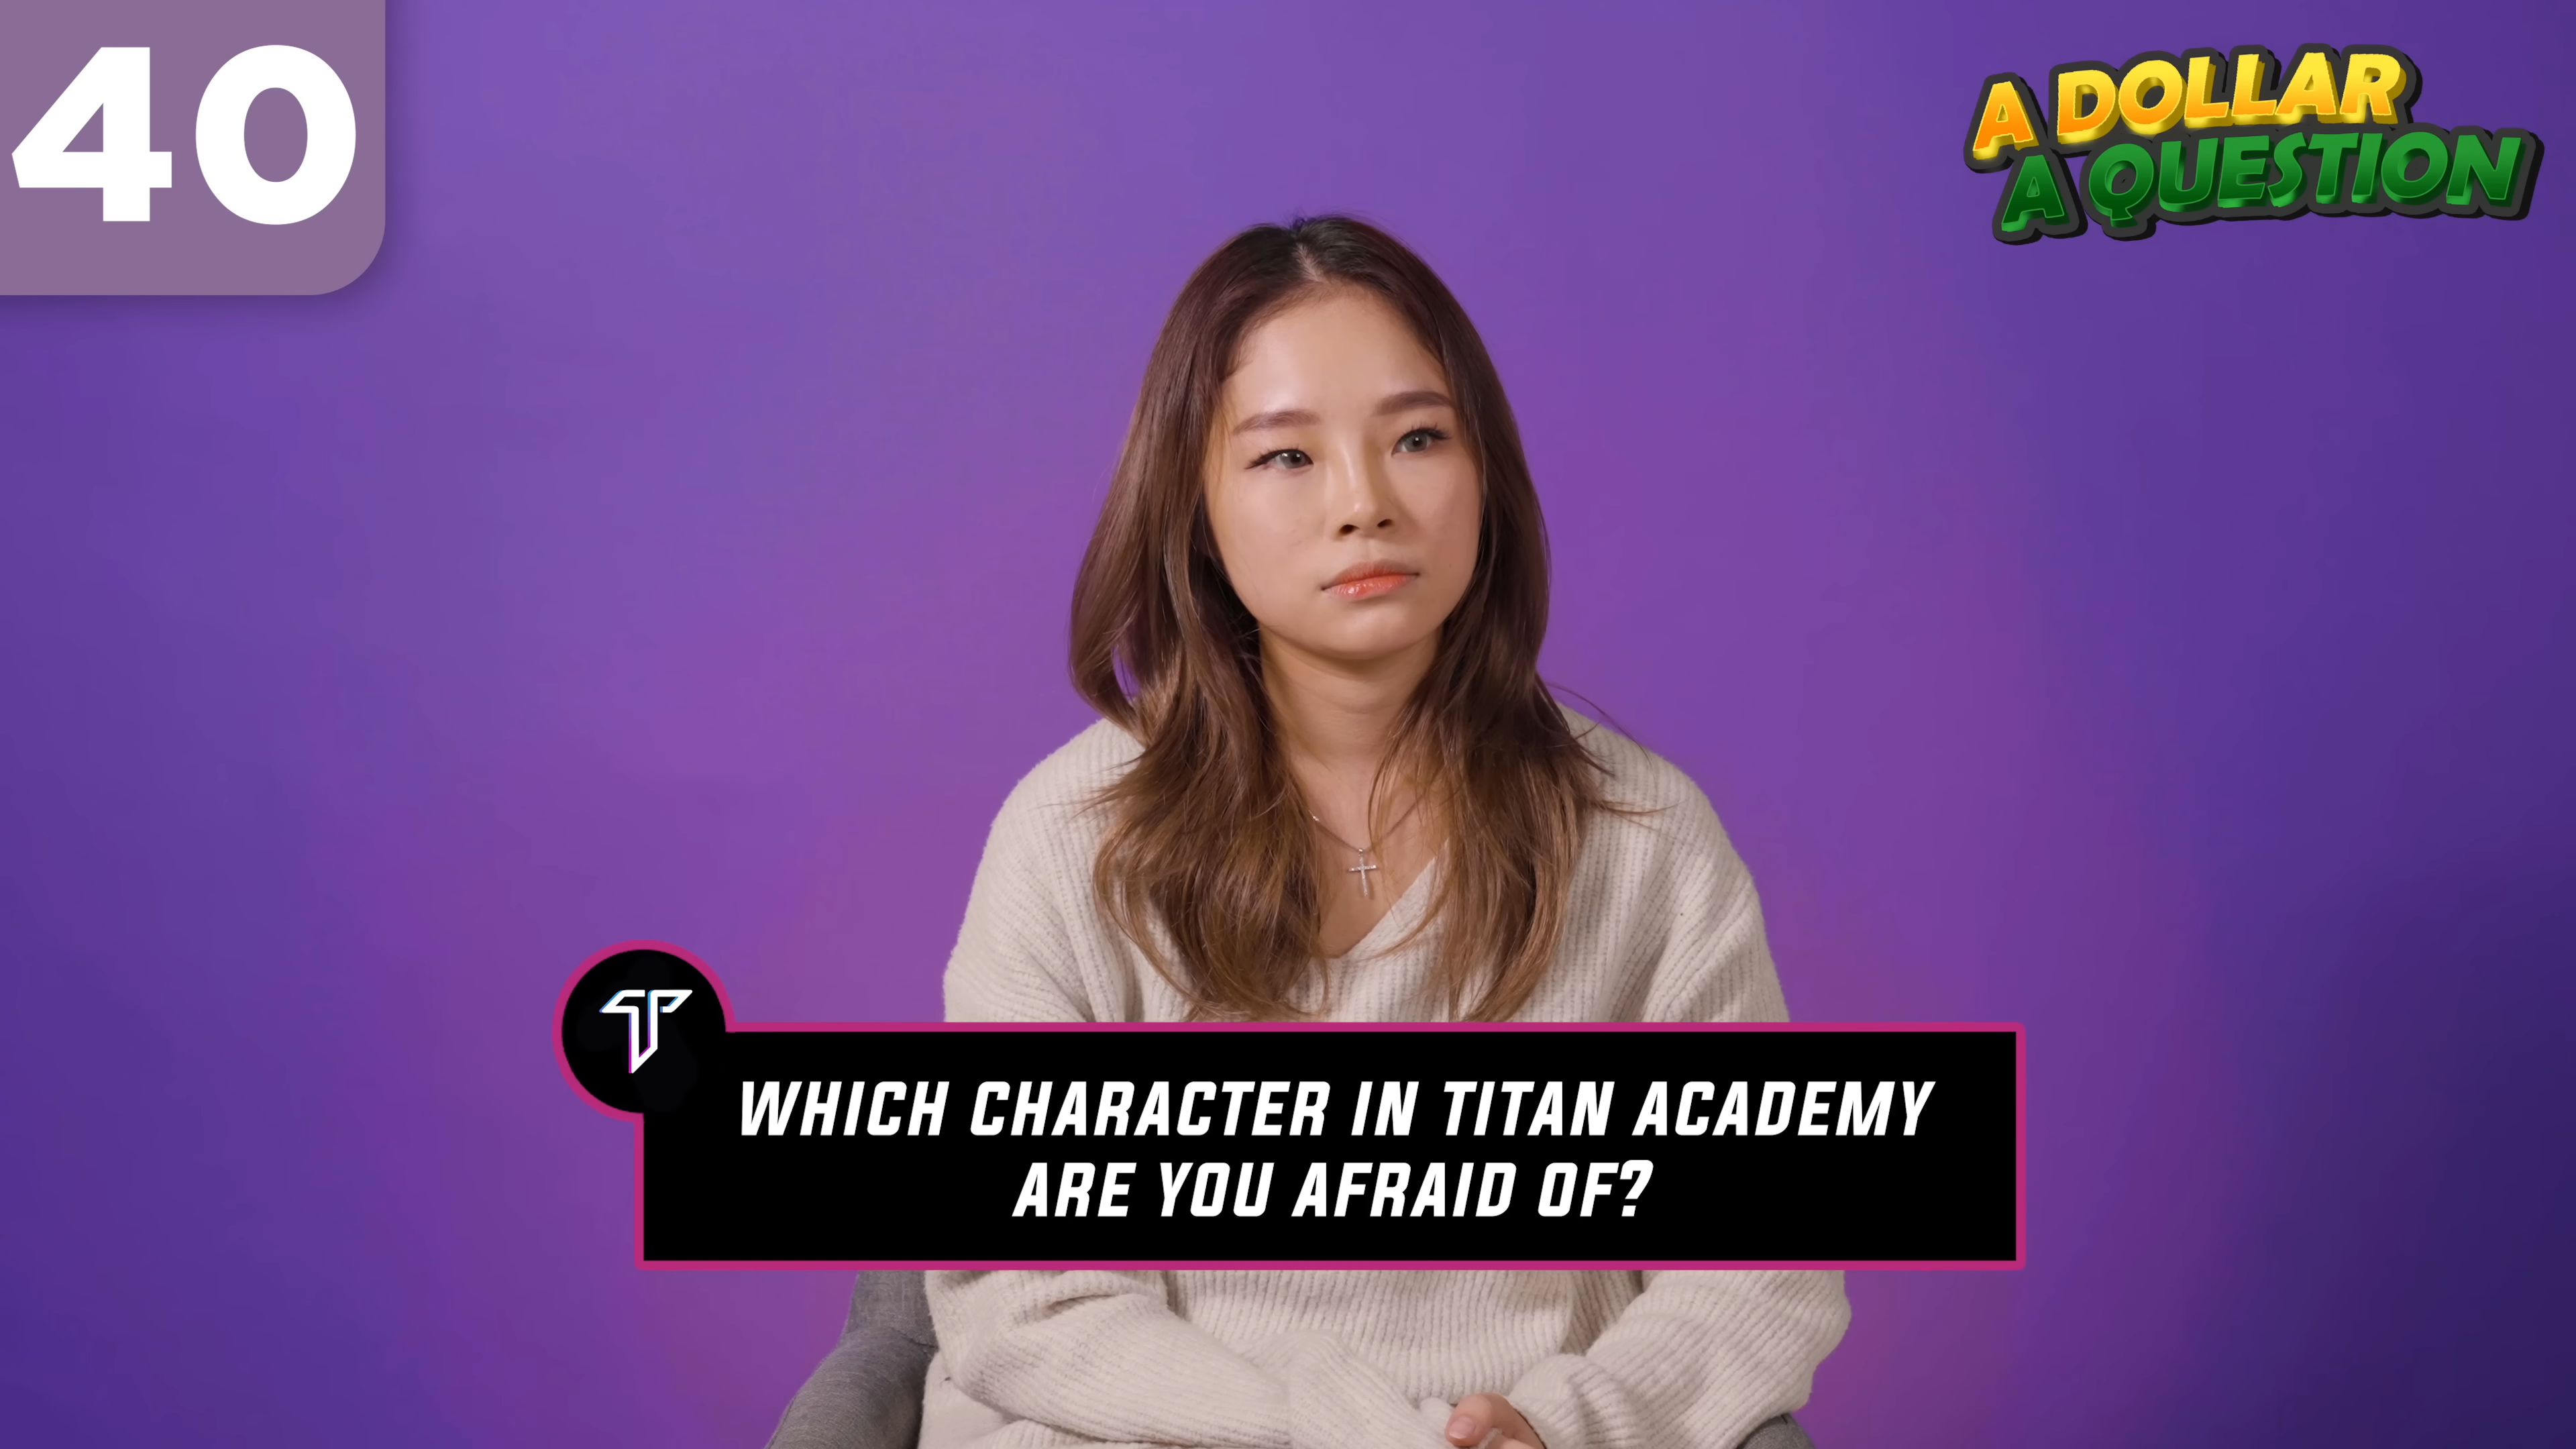 40
A DOLLAR
A QUESTION
WHICH CHARACTER IN TITAN ACADEMY
ARE YOU AFRAID OF?